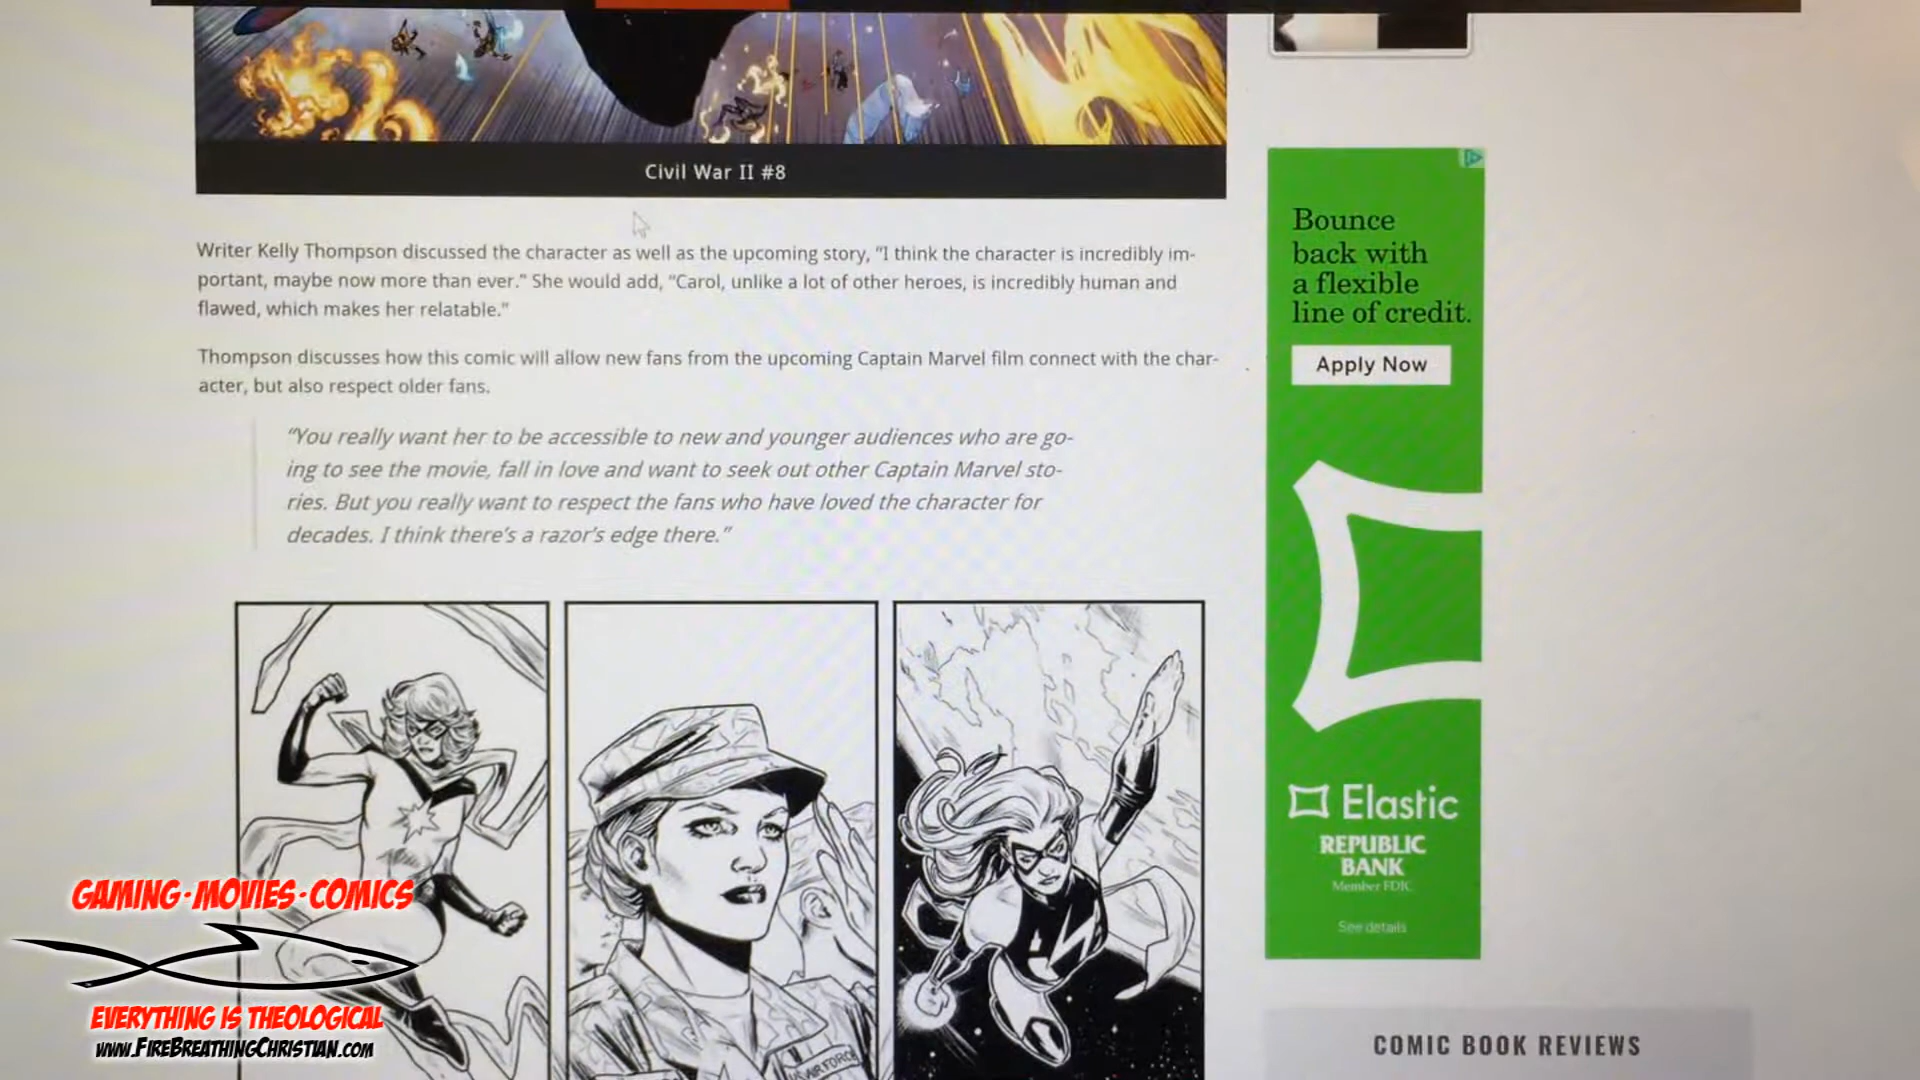 Civil War II #8
Writer Kelly Thompson discussed the character as well as the upcoming story, “I think the character is incredibly im-
portant, maybe now more than ever.” She would add, “Carol, unlike a lot of other heroes, is incredibly human and
flawed, which makes her relatable.”
Thompson discusses how this comic will allow new fans from the upcoming Captain Marvel film connect with the char-
acter, but also respect older fans.
“You really want her to be accessible to new and younger audiences who are go-
ing to see the movie, fall in love and want to seek out other Captain Marvel sto-
ries. But you really want to respect the fans who have loved the character for
decades. I think there’s a razor’s edge there.”
Bounce
back with
a flexible
line of credit.
Apply Now
Elastic
REPUBLIC
BANK
Member FDIC
See details
COMIC BOOK REVIEWS
U.S. AIR FORCE
GAMING·MOVIES·COMICS
EVERYTHING IS THEOLOGICAL
www.FireBreathingChristian.com